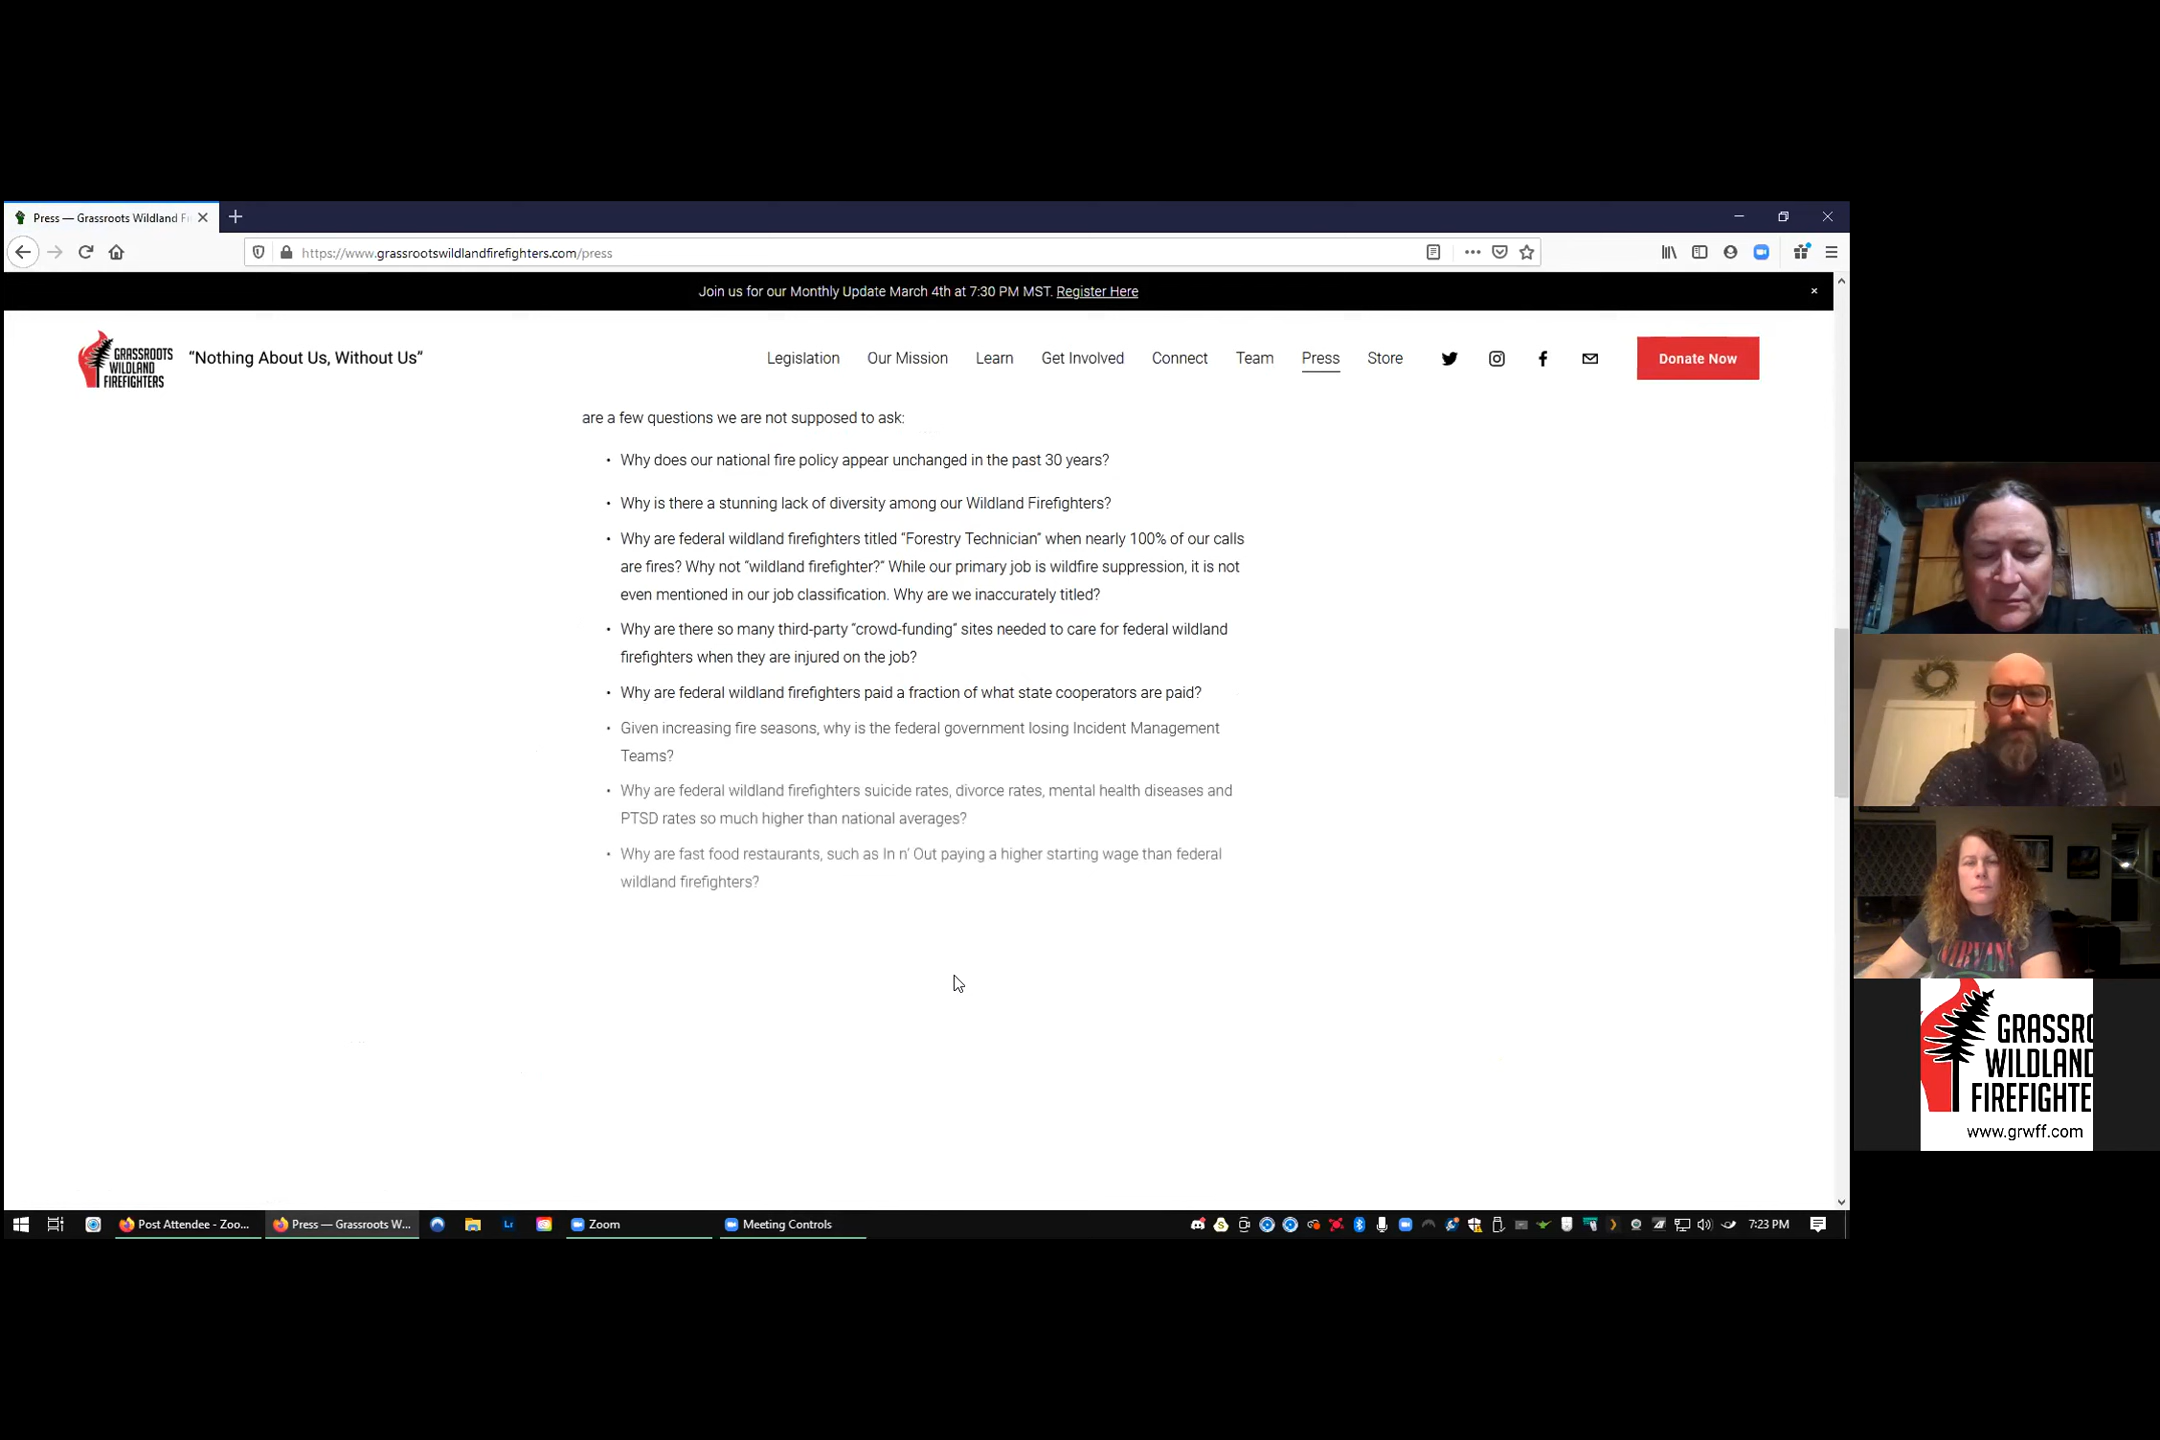 Press — Grassroots Wildland F
https://www.grassrootswildlandfirefighters.com/press
Join us for our Monthly Update March 4th at 7:30 PM MST. Register Here
GRASSROOTS
WILDLAND
FIREFIGHTERS
“Nothing About Us, Without Us”
Legislation Our Mission Learn Get Involved Connect Team Press Store
Donate Now
are a few questions we are not supposed to ask:
• Why does our national fire policy appear unchanged in the past 30 years?
• Why is there a stunning lack of diversity among our Wildland Firefighters?
• Why are federal wildland firefighters titled “Forestry Technician” when nearly 100% of our calls
are fires? Why not “wildland firefighter?” While our primary job is wildfire suppression, it is not
even mentioned in our job classification. Why are we inaccurately titled?
• Why are there so many third-party “crowd-funding” sites needed to care for federal wildland
firefighters when they are injured on the job?
• Why are federal wildland firefighters paid a fraction of what state cooperators are paid?
• Given increasing fire seasons, why is the federal government losing Incident Management
Teams?
• Why are federal wildland firefighters suicide rates, divorce rates, mental health diseases and
PTSD rates so much higher than national averages?
• Why are fast food restaurants, such as In n’ Out paying a higher starting wage than federal
wildland firefighters?
NIRVAN
GRASSRO
WILDLAND
FIREFIGHTE
www.grwff.com
Post Attendee - Zoo...
Press — Grassroots W...
Lr
Zoom
Meeting Controls
7:23 PM